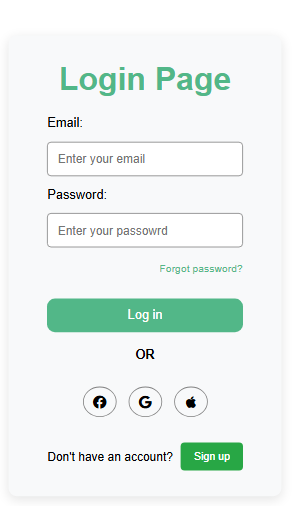 Login Page
Email:
Enter your email
Password:
Enter your passowrd
Forgot password?
Log in
OR
Don't have an account? Sign up